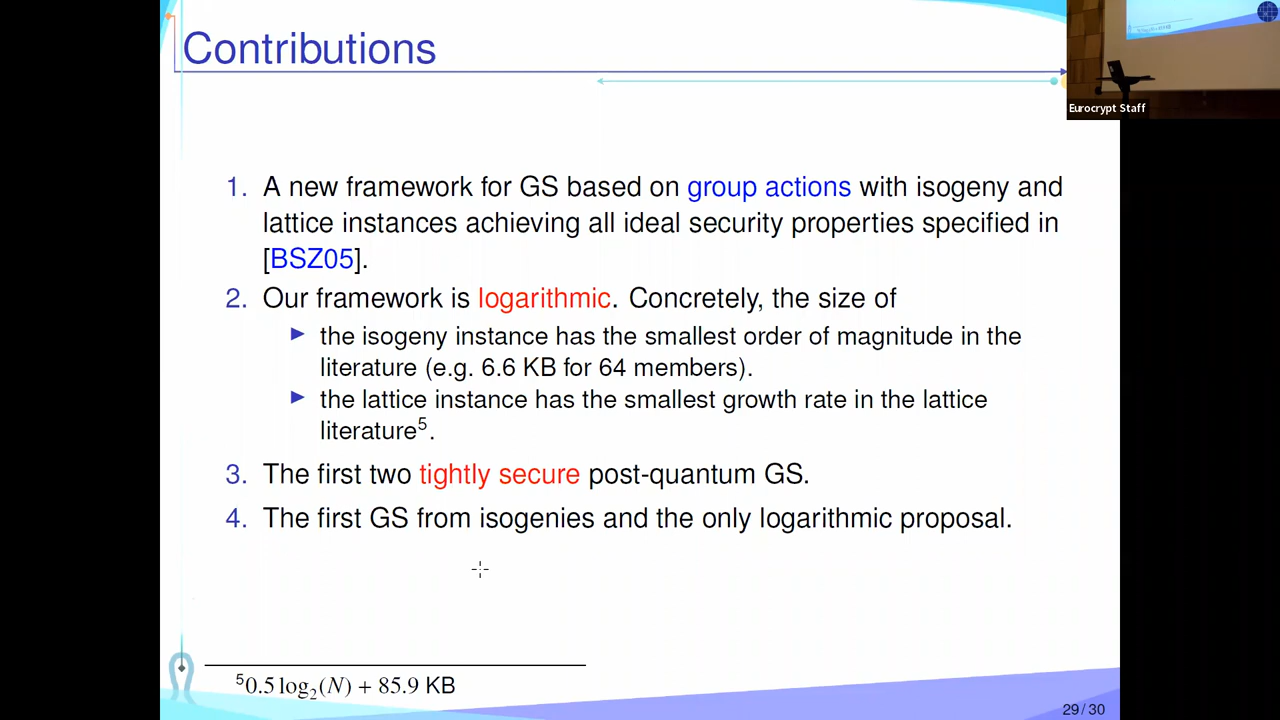 Contributions
Eurocrypt Staff
1. A new framework for GS based on group actions with isogeny and
lattice instances achieving all ideal security properties specified in
[BSZ05].
2. Our framework is logarithmic. Concretely, the size of
▶ the isogeny instance has the smallest order of magnitude in the
literature (e.g. 6.6 KB for 64 members).
▶ the lattice instance has the smallest growth rate in the lattice
literature⁵.
3. The first two tightly secure post-quantum GS.
4. The first GS from isogenies and the only logarithmic proposal.
⁵0.5 log₂(N) + 85.9 KB
29/30